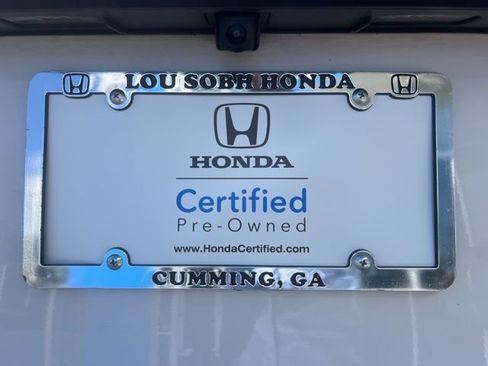 LOU SOBH HONDA
HONDA
Certified
Pre-Owned
www.HondaCertified.com
CUMMING, GA